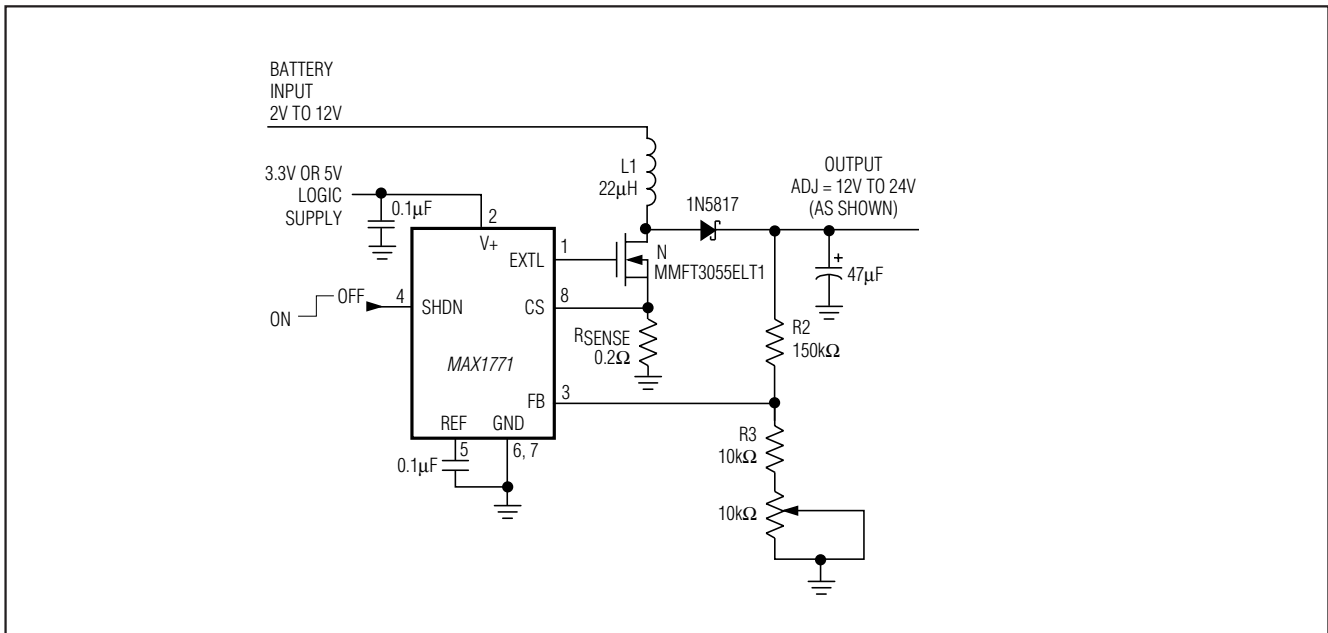 BATTERY
INPUT
2V TO 12V
L1
22μH
3.3V OR 5V
LOGIC
SUPPLY
0.1μF
2
V+
1N5817
OUTPUT
ADJ = 12V TO 24V
(AS SHOWN)
EXTL
1
N
MMFT3055ELT1
+
47μF
ON
OFF
4
SHDN
CS
8
RSENSE
0.2Ω
R2
150kΩ
MAX1771
FB
3
REF
GND
5
6, 7
0.1μF
R3
10kΩ
10kΩ